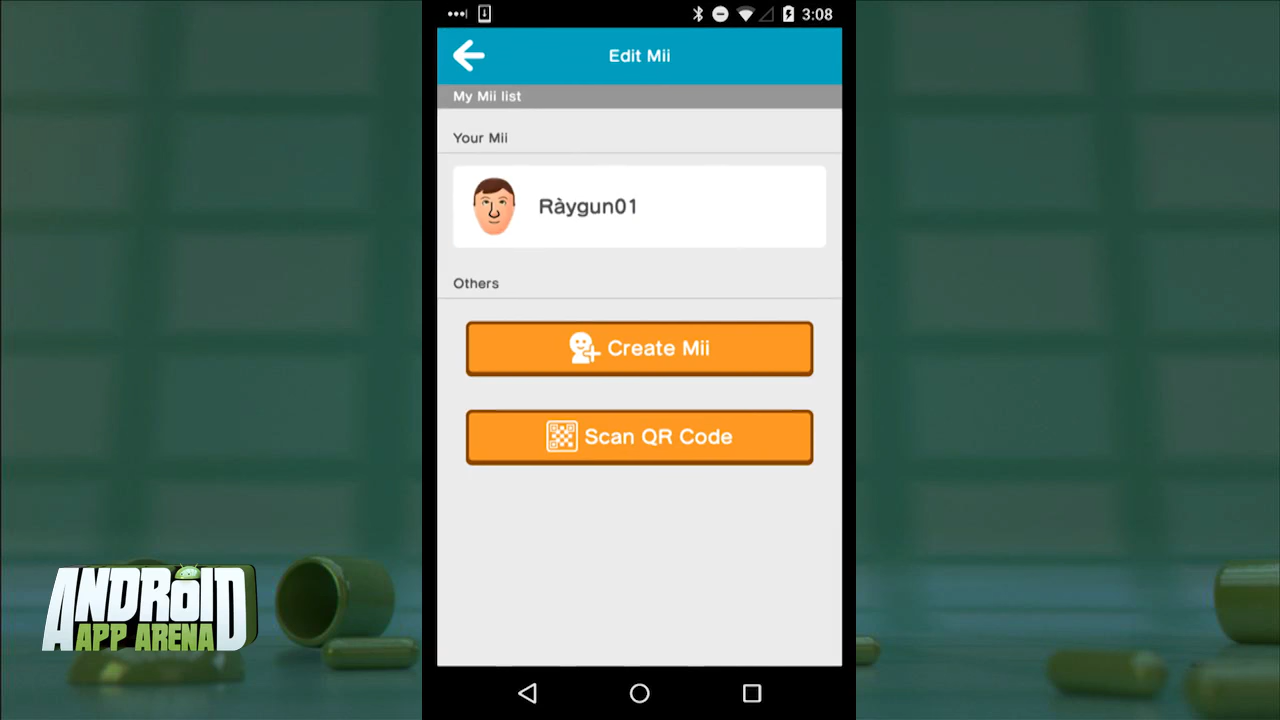 3:08
Edit Mii
My Mii list
Your Mii
Ràygun01
Others
Create Mii
Scan QR Code
ANDROID
APP ARENA